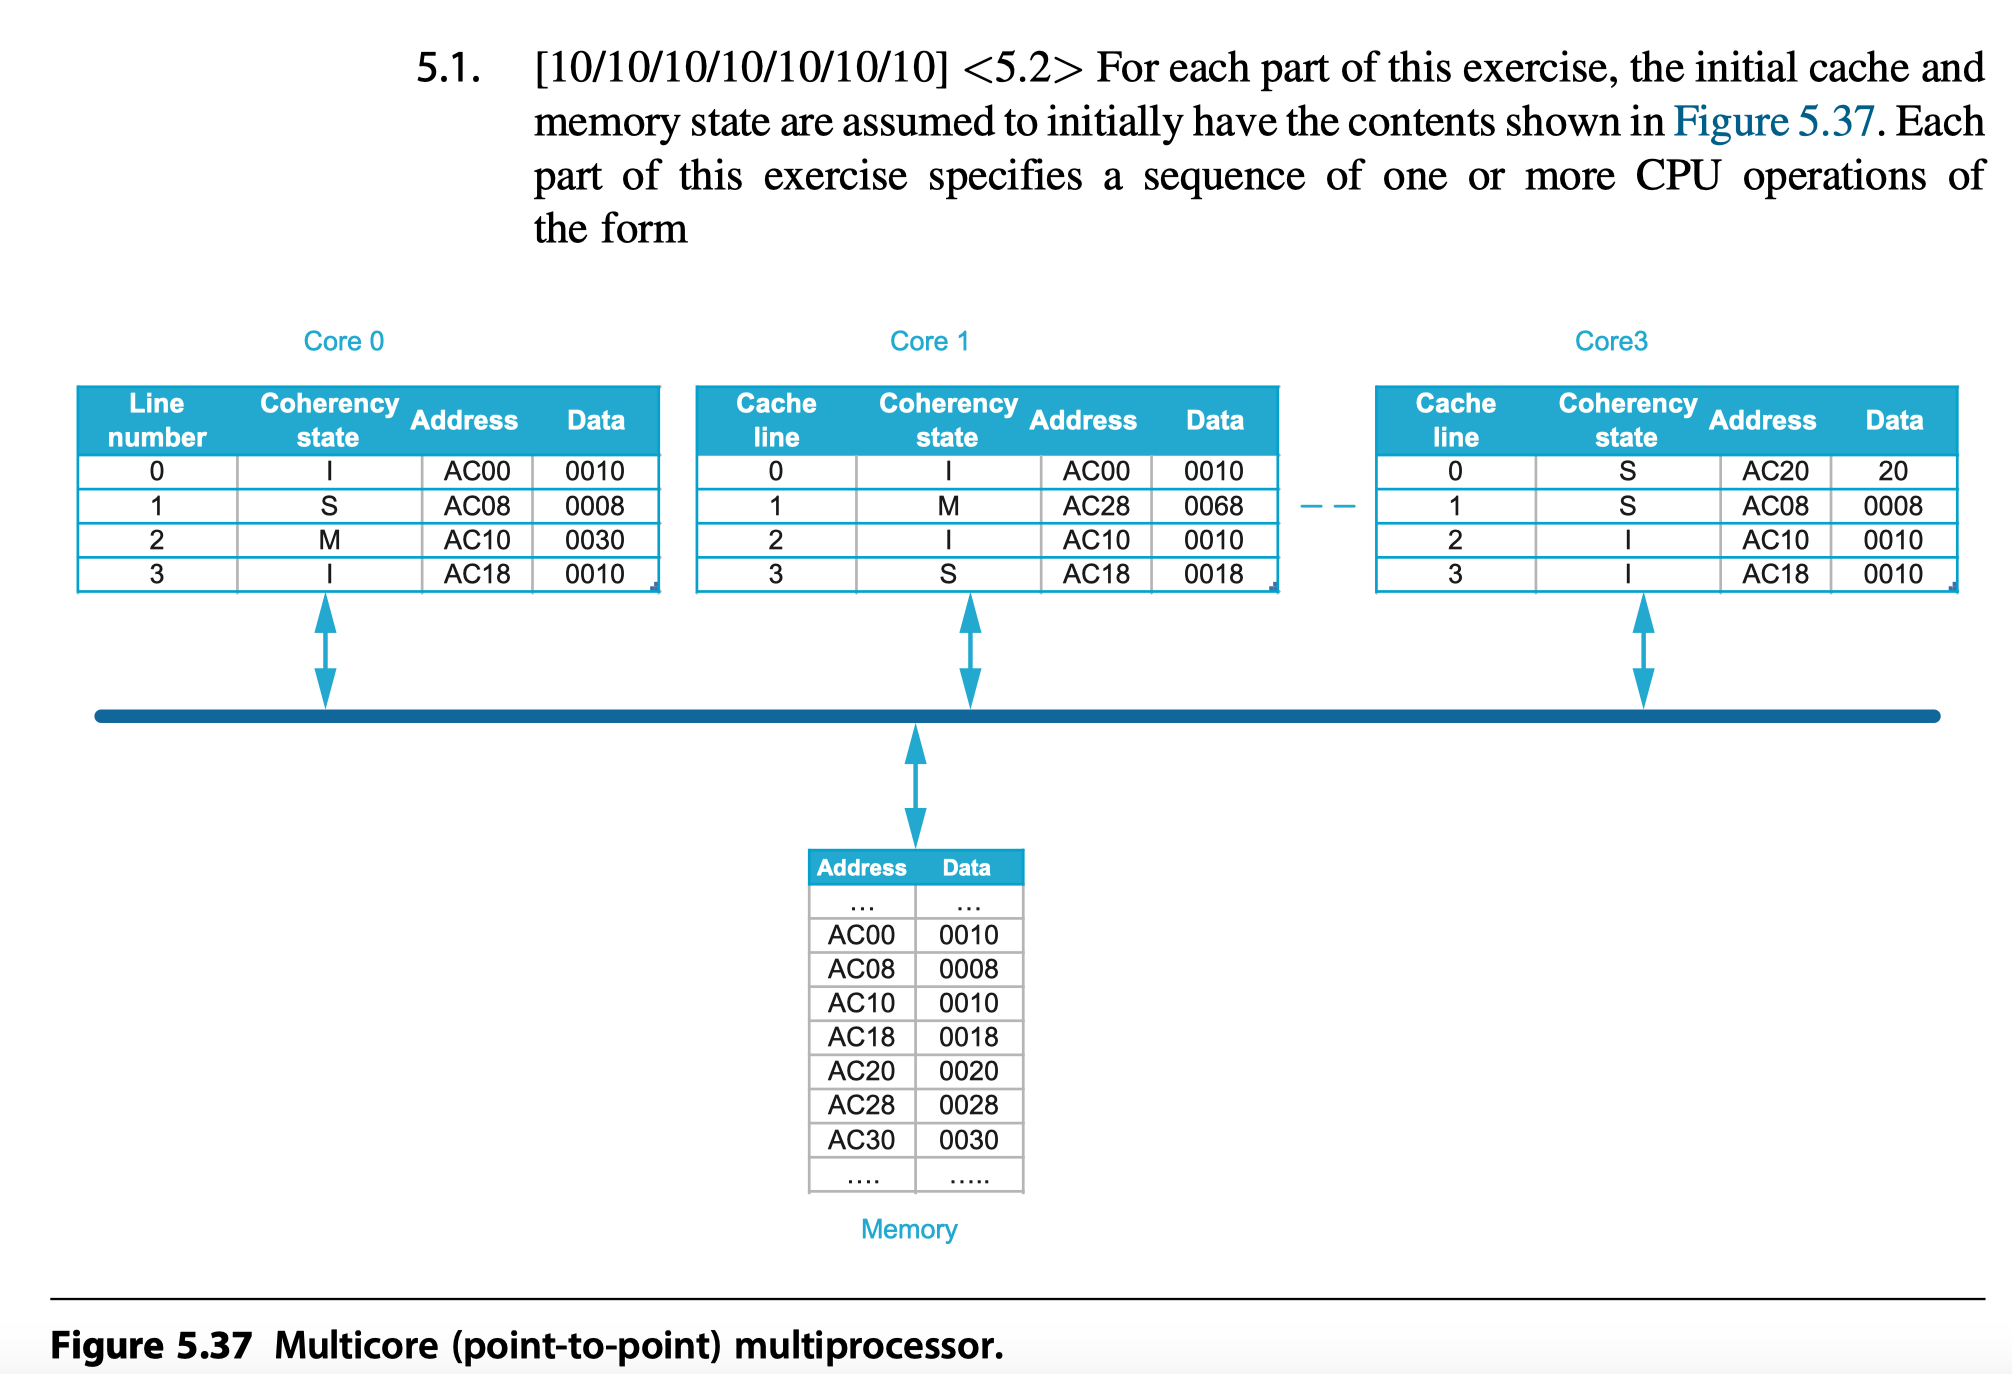 5.1. [10/10/10/10/10/10/10] <5.2> For each part of this exercise, the initial cache and
memory state are assumed to initially have the contents shown in Figure 5.37. Each
part of this exercise specifies a sequence of one or more CPU operations of
the form
Core 0
Line number Coherency state Address Data
0 I AC00 0010
1 S AC08 0008
2 M AC10 0030
3 I AC18 0010
Core 1
Cache line Coherency state Address Data
0 I AC00 0010
1 M AC28 0068
2 I AC10 0010
3 S AC18 0018
Core3
Cache line Coherency state Address Data
0 S AC20 20
1 S AC08 0008
2 I AC10 0010
3 I AC18 0010
Address Data
... ...
AC00 0010
AC08 0008
AC10 0010
AC18 0018
AC20 0020
AC28 0028
AC30 0030
.... .....
Memory
Figure 5.37 Multicore (point-to-point) multiprocessor.